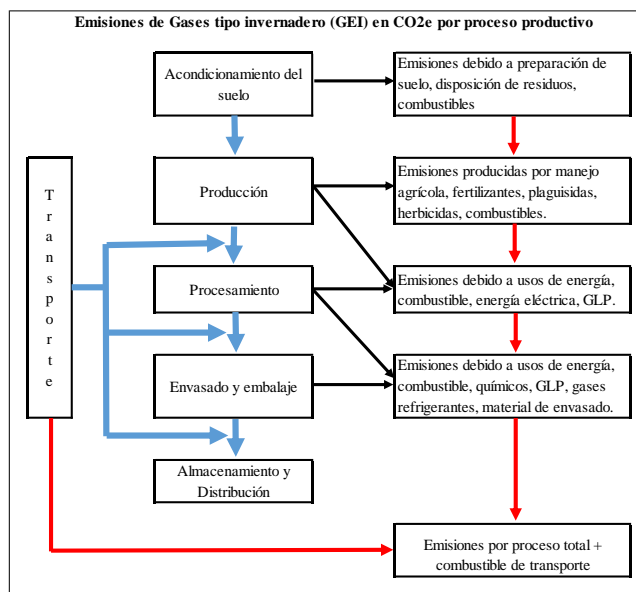 Emisiones de Gases tipo invernadero (GEI) en CO2e por proceso productivo
Acondicionamiento del
suelo
Emisiones debido a preparación de
suelo, disposición de residuos,
combustibles
Transporte
Producción
Emisiones producidas por manejo
agrícola, fertilizantes, plaguisidas,
herbicidas, combustibles.
Procesamiento
Emisiones debido a usos de energía,
combustible, energía eléctrica, GLP.
Envasado y embalaje
Emisiones debido a usos de energía,
combustible, químicos, GLP, gases
refrigerantes, material de envasado.
Almacenamiento y
Distribución
Emisiones por proceso total +
combustible de transporte